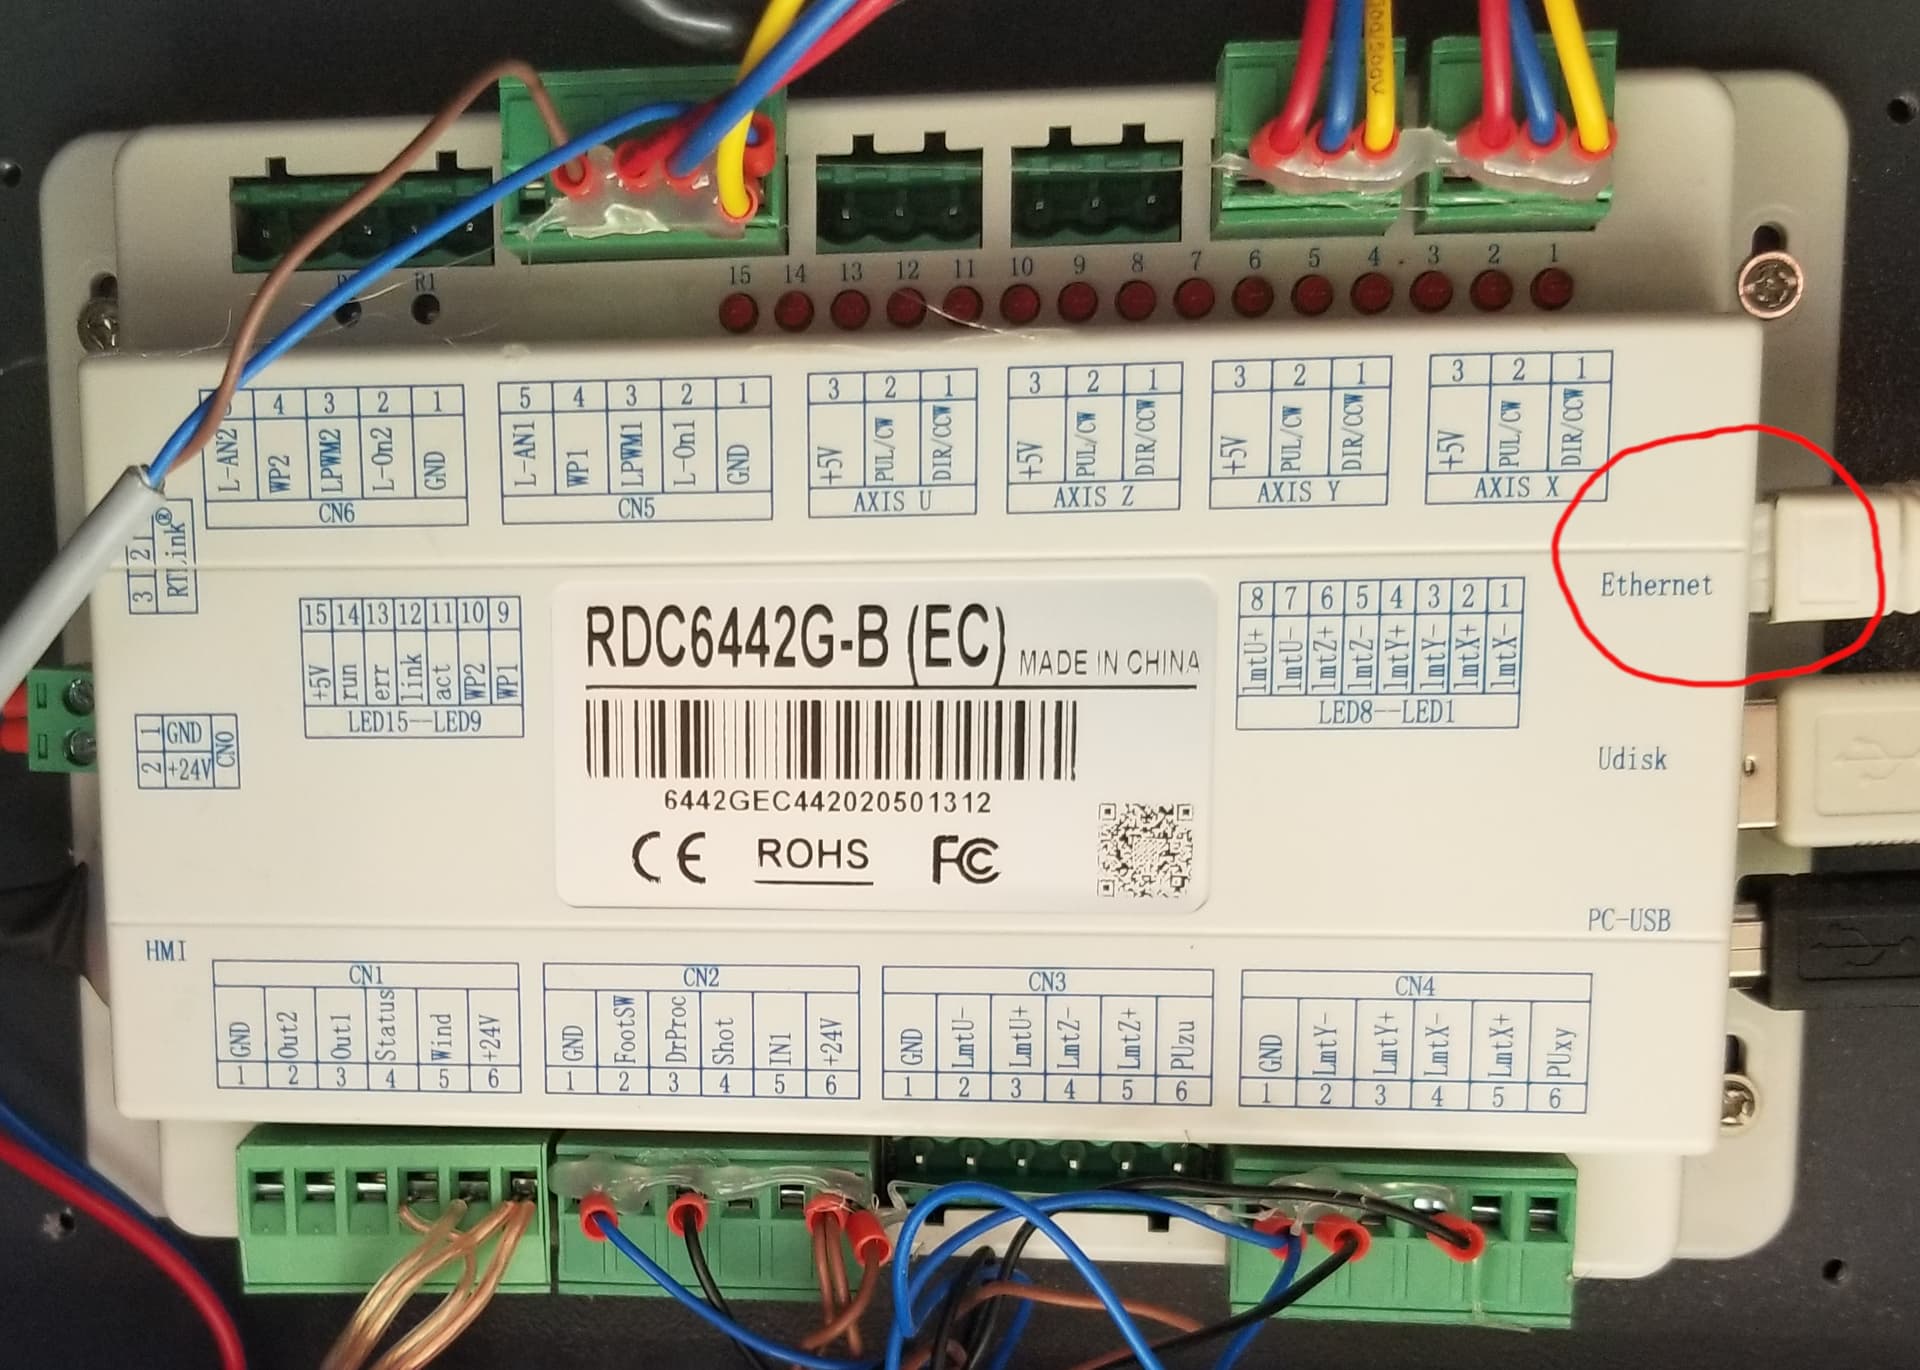 100/500V
R1
15 14 13 12 11 10 9 8 7 6 5 4 3 2 1
4 3 2 1
L-AN2 WP2 LPWM2 L-On2 GND
CN6
5 4 3 2 1
L-AN1 WP1 LPWM1 L-On1 GND
CN5
3 2 1
+5V PUL/CW DIR/CCW
AXIS U
3 2 1
+5V PUL/CW DIR/CCW
AXIS Z
3 2 1
+5V PUL/CW DIR/CCW
AXIS Y
3 2 1
+5V PUL/CW DIR/CCW
AXIS X
3 2 1
RTLink®
15 14 13 12 11 10 9
+5V run err link act WP2 WP1
LED15--LED9
RDC6442G-B (EC) MADE IN CHINA
6442GEC442020501312
CE ROHS FC
8 7 6 5 4 3 2 1
lmtU+ lmtU- lmtZ+ lmtZ- lmtY+ lmtY- lmtX+ lmtX-
LED8--LED1
Ethernet
Udisk
PC-USB
1 GND
2 +24V
CN0
HMI
CN1
GND Out2 Out1 Status Wind +24V
1 2 3 4 5 6
CN2
GND FootSW DrProc Shot IN1 +24V
1 2 3 4 5 6
CN3
GND LmtU- LmtU+ LmtZ- LmtZ+ PUzu
1 2 3 4 5 6
CN4
GND LmtY- LmtY+ LmtX- LmtX+ PUxy
1 2 3 4 5 6